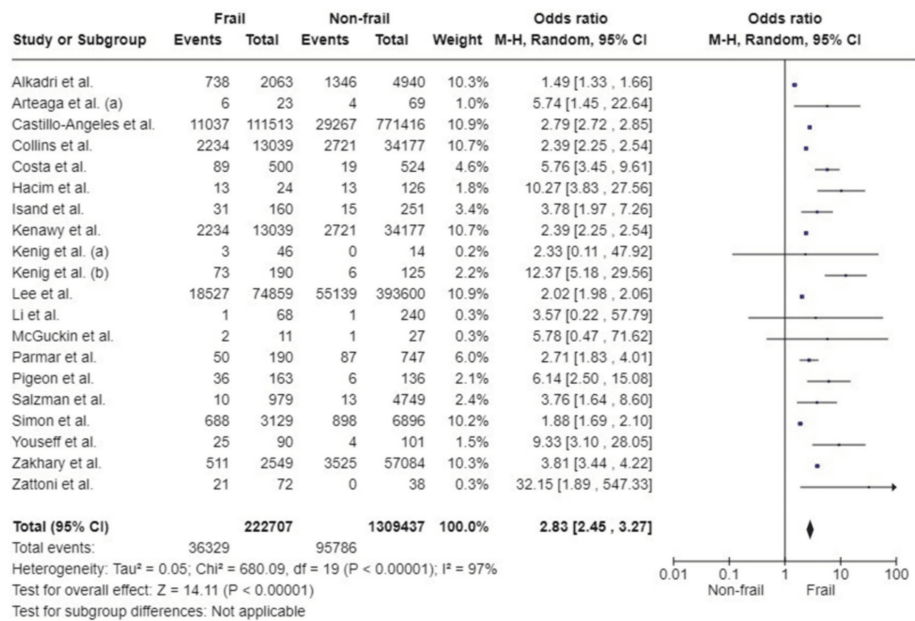 Frail Non-frail Odds ratio Odds ratio
Study or Subgroup Events Total Events Total Weight M-H, Random, 95% CI M-H, Random, 95% CI
Alkadri et al. 738 2063 1346 4940 10.3% 1.49 [1.33 , 1.66]
Arteaga et al. (a) 6 23 4 69 1.0% 5.74 [1.45 , 22.64]
Castillo-Angeles et al. 11037 111513 29267 771416 10.9% 2.79 [2.72 , 2.85]
Collins et al. 2234 13039 2721 34177 10.7% 2.39 [2.25 , 2.54]
Costa et al. 89 500 19 524 4.6% 5.76 [3.45 , 9.61]
Hacim et al. 13 24 13 126 1.8% 10.27 [3.83 , 27.56]
Isand et al. 31 160 15 251 3.4% 3.78 [1.97 , 7.26]
Kenawy et al. 2234 13039 2721 34177 10.7% 2.39 [2.25 , 2.54]
Kenig et al. (a) 3 46 0 14 0.2% 2.33 [0.11 , 47.92]
Kenig et al. (b) 73 190 6 125 2.2% 12.37 [5.18 , 29.56]
Lee et al. 18527 74859 55139 393600 10.9% 2.02 [1.98 , 2.06]
Li et al. 1 68 1 240 0.3% 3.57 [0.22 , 57.79]
McGuckin et al. 2 11 1 27 0.3% 5.78 [0.47 , 71.62]
Parmar et al. 50 190 87 747 6.0% 2.71 [1.83 , 4.01]
Pigeon et al. 36 163 6 136 2.1% 6.14 [2.50 , 15.08]
Salzman et al. 10 979 13 4749 2.4% 3.76 [1.64 , 8.60]
Simon et al. 688 3129 898 6896 10.2% 1.88 [1.69 , 2.10]
Youseff et al. 25 90 4 101 1.5% 9.33 [3.10 , 28.05]
Zakhary et al. 511 2549 3525 57084 10.3% 3.81 [3.44 , 4.22]
Zattoni et al. 21 72 0 38 0.3% 32.15 [1.89 , 547.33]
Total (95% CI) 222707 1309437 100.0% 2.83 [2.45 , 3.27]
Total events: 36329 95786
Heterogeneity: Tau² = 0.05; Chi² = 680.09, df = 19 (P < 0.00001); I² = 97%
0.01 0.1 1 10 100
Test for overall effect: Z = 14.11 (P < 0.00001)
Non-frail Frail
Test for subgroup differences: Not applicable